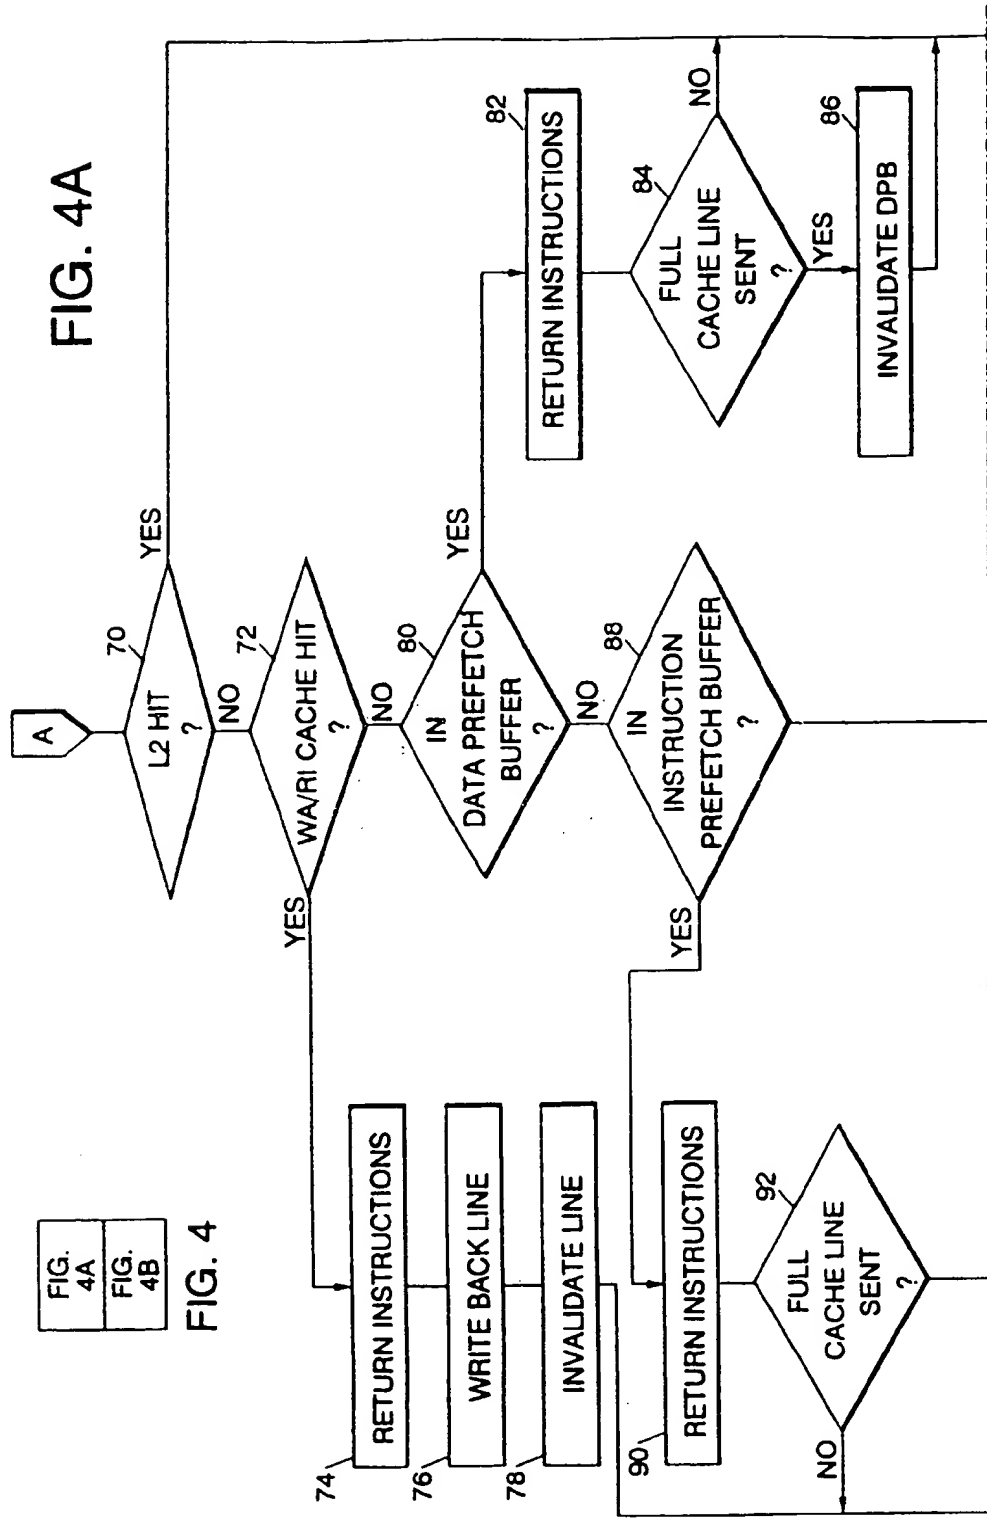 FIG. 4A
FIG.
4A
FIG.
4B
FIG. 4
A
70
L2 HIT
?
YES
NO
72
WA/RI CACHE HIT
?
YES
NO
74
RETURN INSTRUCTIONS
76
WRITE BACK LINE
78
INVALIDATE LINE
80
IN
DATA PREFETCH
BUFFER
?
YES
NO
82
RETURN INSTRUCTIONS
84
FULL
CACHE LINE
SENT
?
NO
YES
86
INVALIDATE DPB
88
IN
INSTRUCTION
PREFETCH BUFFER
?
YES
90
RETURN INSTRUCTIONS
92
FULL
CACHE LINE
SENT
?
NO